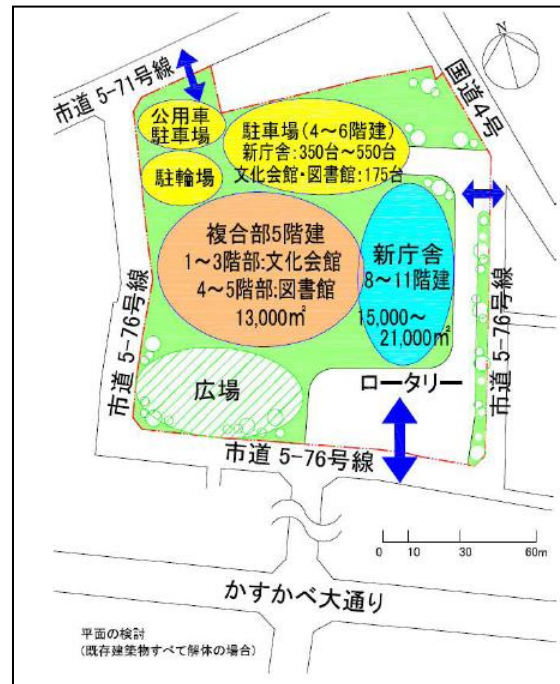 N
市道 5-71号線
国道4号
公用車
駐車場
駐車場(4～6階建)
新庁舎:350台～550台
文化会館・図書館:175台
駐輪場
複合部5階建
1～3階部:文化会館
4～5階部:図書館
13,000㎡
新庁舎
8～11階建
15,000～
21,000㎡
市道 5-76号線
市道 5-76号線
広場
ロータリー
市道 5-76号線
0 10 30 60m
かすかべ大通り
平面の検討
(既存建築物すべて解体の場合)